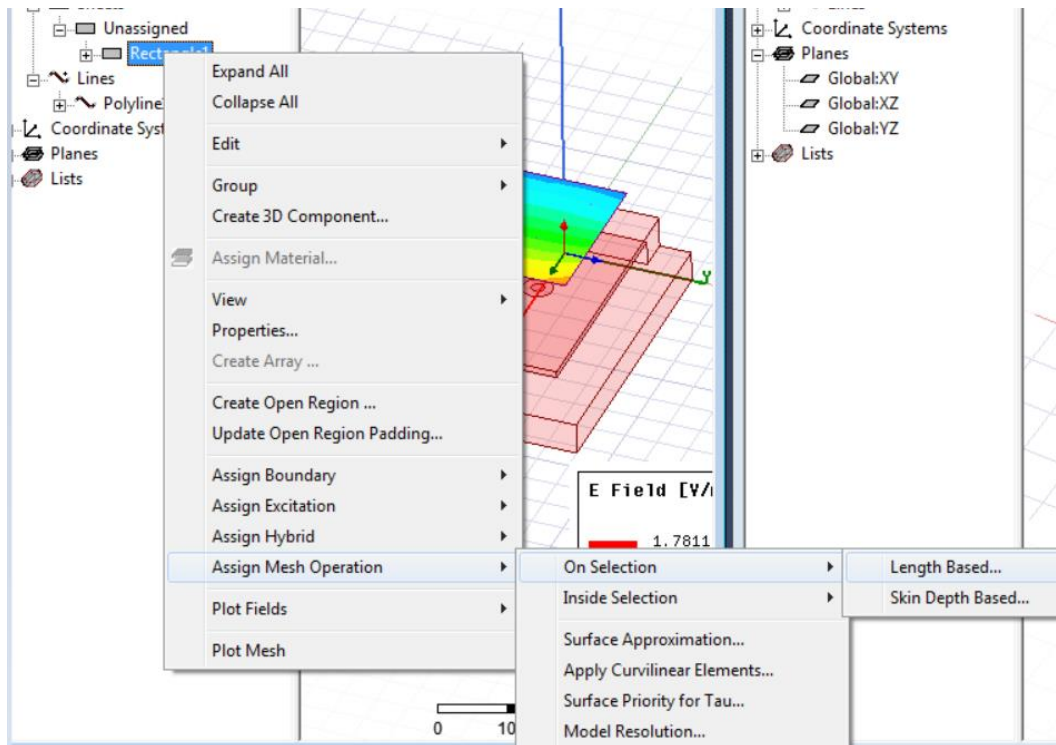 Unassigned
Lines
Polyline
Planes
Lists
Expand All
Collapse All
Edit
Group
Create 3D Component...
Assign Material...
View
Properties...
Create Array ...
Create Open Region ...
Update Open Region Padding...
Assign Boundary
Assign Excitation
Assign Hybrid
Assign Mesh Operation
Plot Fields
Plot Mesh
On Selection
Inside Selection
Surface Approximation...
Apply Curvilinear Elements...
Surface Priority for Tau...
Model Resolution...
Length Based...
Skin Depth Based...
Y
E Field [V/
1.7811
0 10
Coordinate Systems
Planes
Global:XY
Global:XZ
Global:YZ
Lists